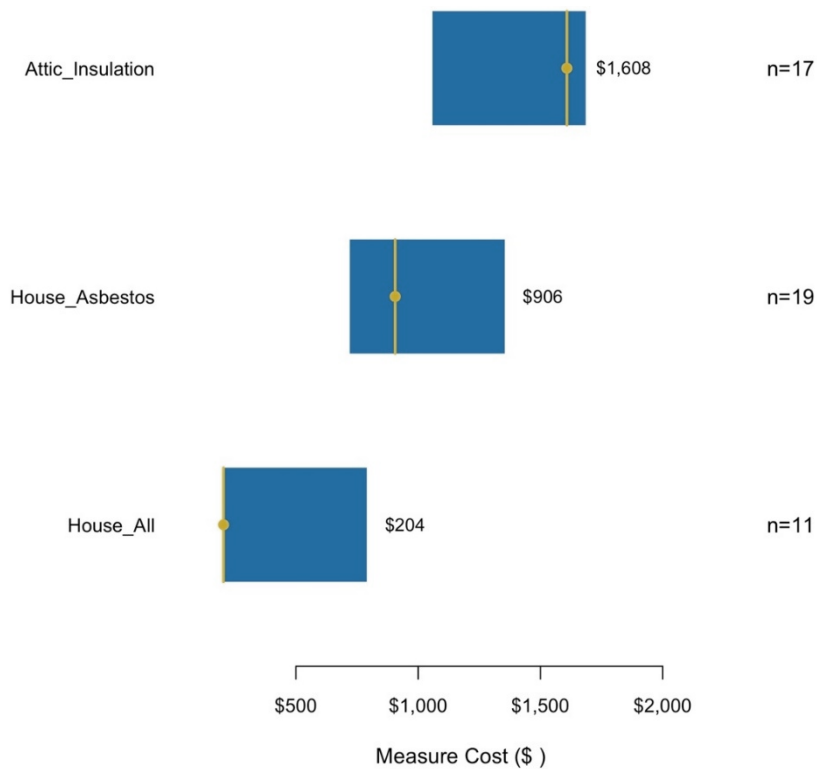 Attic_Insulation $1,608 n=17
House_Asbestos $906 n=19
House_All $204 n=11
$500 $1,000 $1,500 $2,000
Measure Cost ($ )